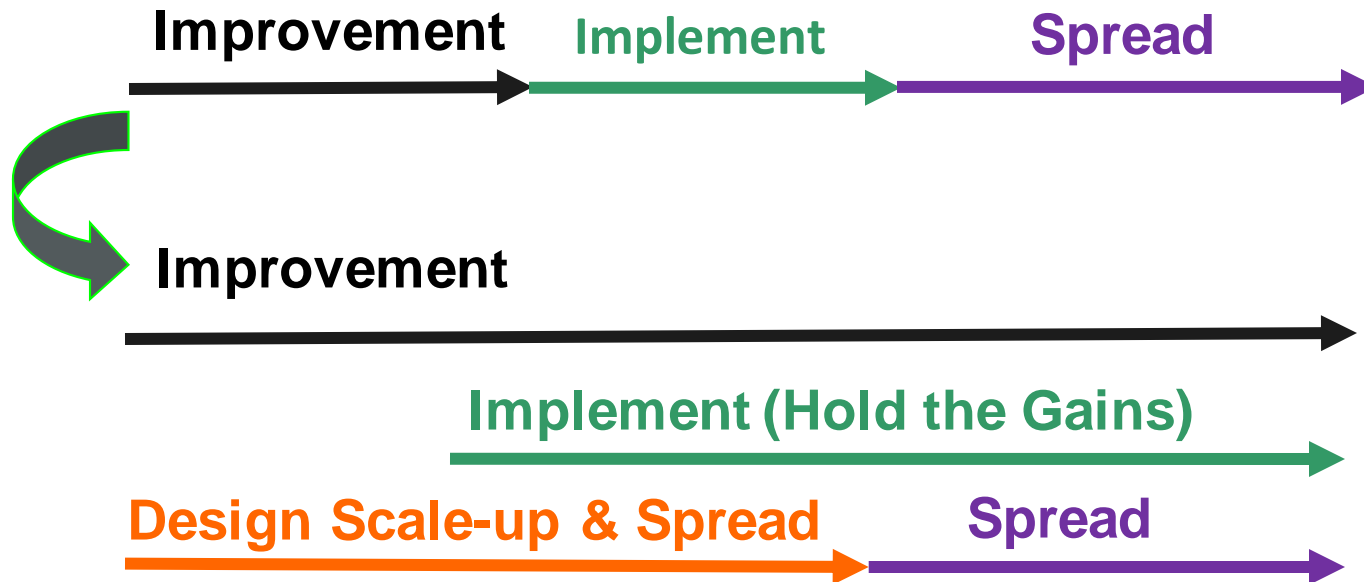 Improvement Implement Spread
Improvement
Implement (Hold the Gains)
Design Scale-up & Spread Spread